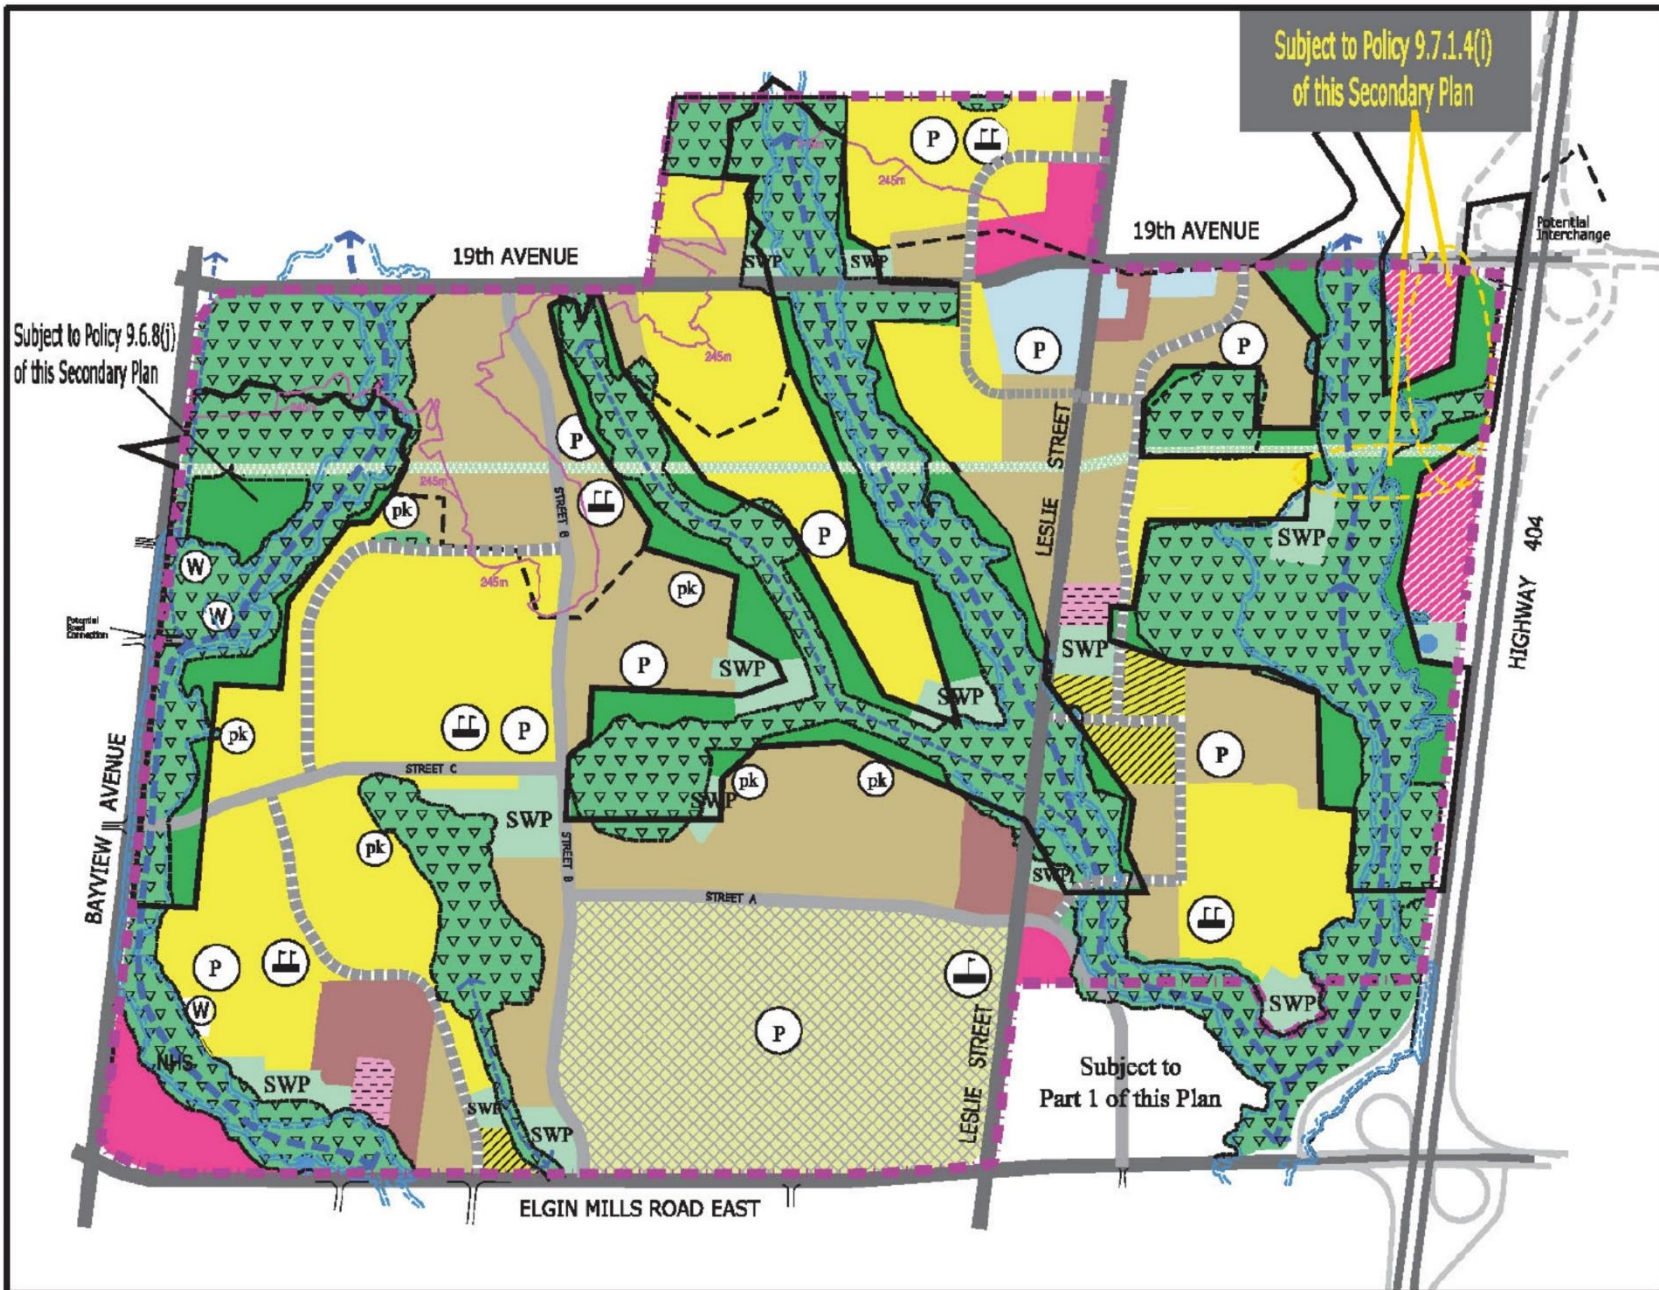 Subject to Policy 9.7.1.4(i)
of this Secondary Plan
P
245m
19th AVENUE
19th AVENUE
Potential
Interchange
SWP
SWP
Subject to Policy 9.6.8(j)
of this Secondary Plan
245m
P
P
P
LESLIE STREET
245m
pk
STREET B
P
SWP
HIGHWAY 404
W
245m
pk
W
Potential
Road
Connection
P
SWP
SWP
SWP
pk
P
P
STREET C
pk
pk
SWP
BAYVIEW AVENUE
SWP
pk
STREET B
SWP
STREET A
P
W
P
SWP
LESLIE STREET
Subject to
Part 1 of this Plan
NHS
SWP
SWP
SWP
ELGIN MILLS ROAD EAST